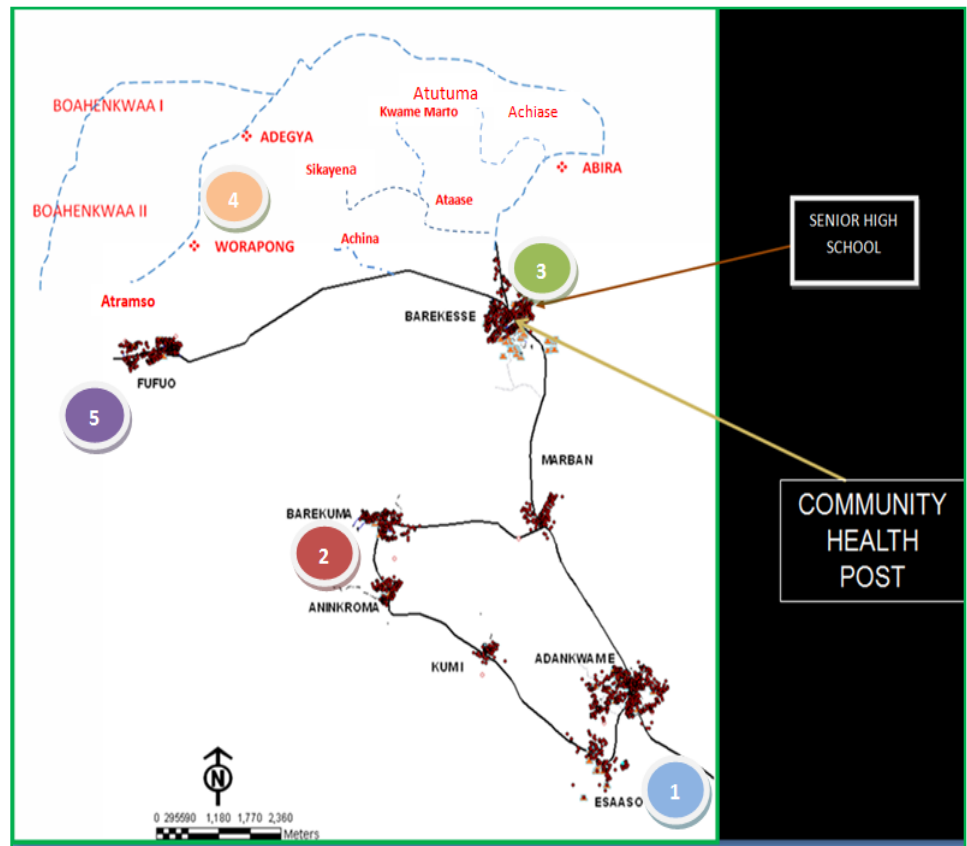 Atutuma
BOAHENKWAA I
Kwame Marto
Achiase
ADEGYA
ABIRA
Sikayena
4
Ataase
BOAHENKWAA II
SENIOR HIGH
SCHOOL
WORAPONG
Achina
3
Atramso
BAREKESSE
FUFUO
5
MARBAN
COMMUNITY
HEALTH
POST
BAREKUMA
2
ANINKROMA
KUMI
ADANKWAME
N
ESAASO
1
0 295590 1,180 1,770 2,360
Meters